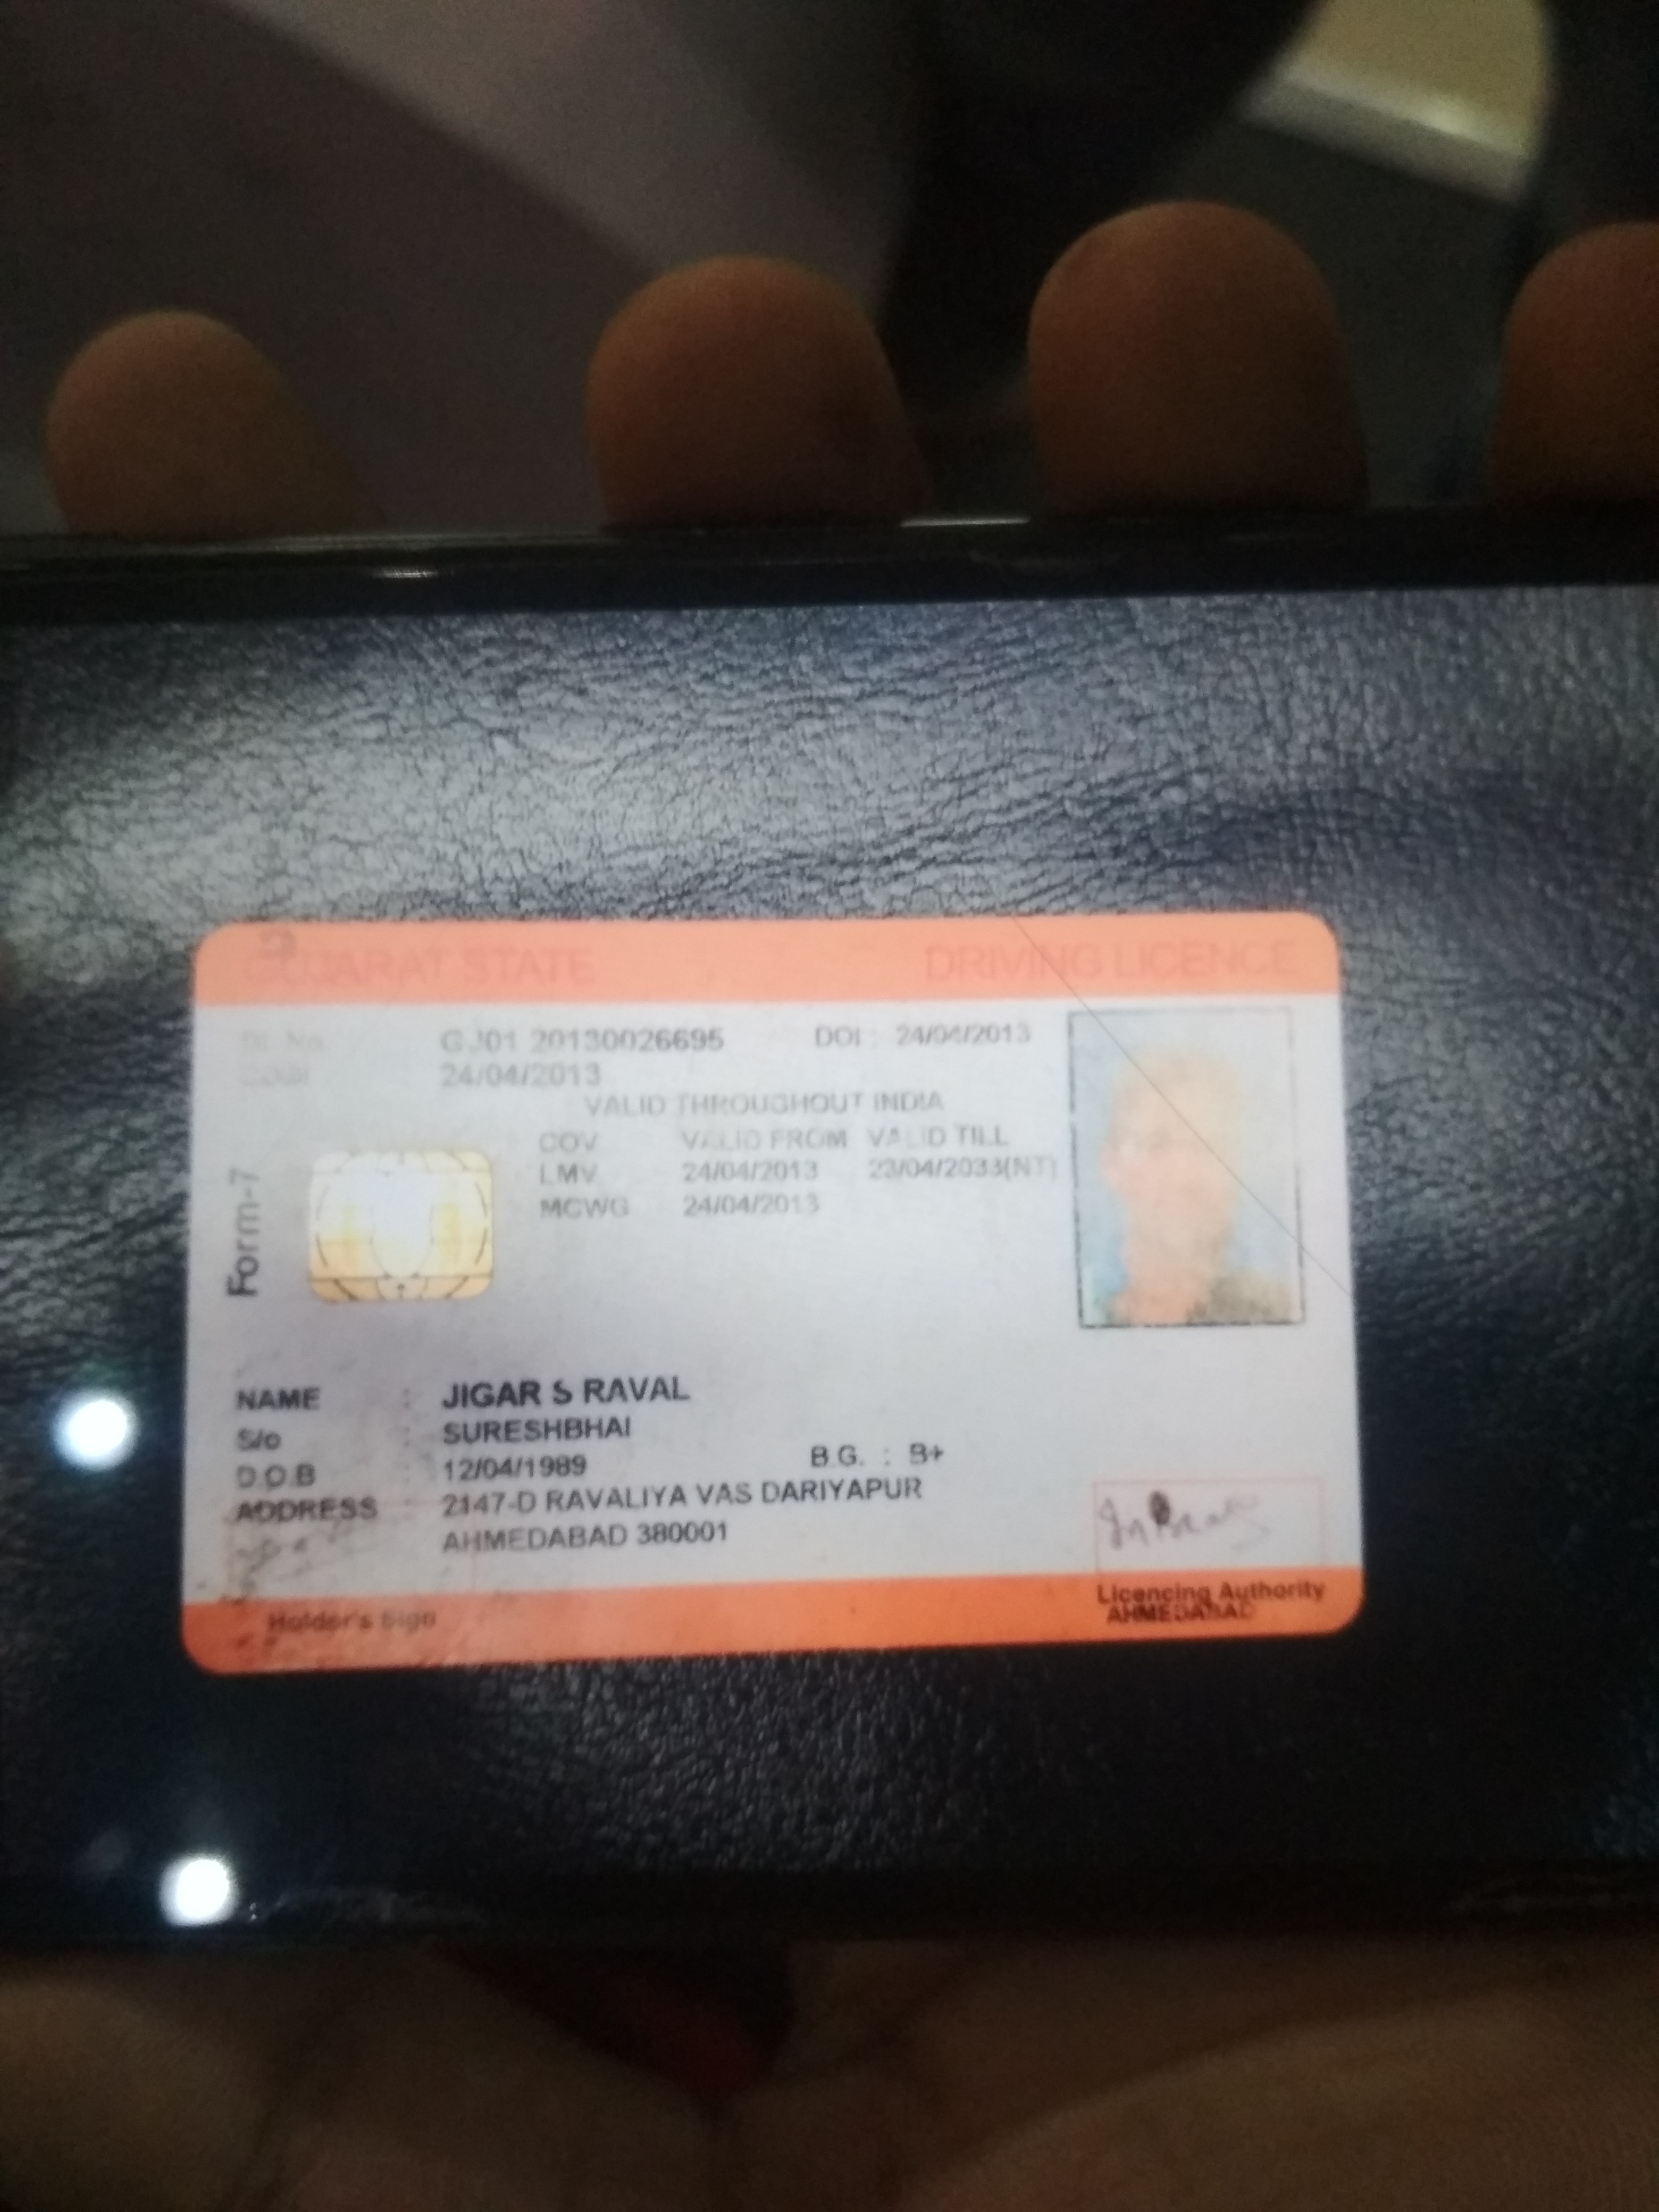 GUJARAT STATE DRIVING LICENCE
GJ01 20130026695 DOI : 24/04/2013
24/04/2013
VALID THROUGHOUT INDIA
COV VALID FROM VALID TILL
LMV 24/04/2013 23/04/2033(NT)
MCWG 24/04/2013
Form-7
NAME : JIGAR S RAVAL
S/o : SURESHBHAI
D.O.B : 12/04/1989 B.G. : B+
ADDRESS : 2147-D RAVALIYA VAS DARIYAPUR
AHMEDABAD 380001
Holder's Sign
Licencing Authority
AHMEDABAD